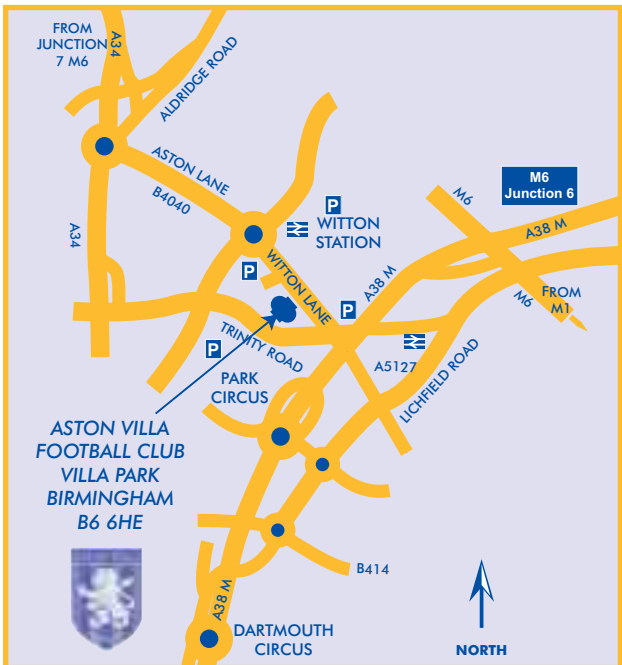 FROM
JUNCTION
7 M6
A34
ALDRIDGE ROAD
ASTON LANE
B4040
A34
P
WITTON
STATION
P
WITTON LANE
M6
Junction 6
M6
A38 M
A38 M
M6
FROM
M1
P
TRINITY ROAD
P
A5127
LICHFIELD ROAD
PARK
CIRCUS
ASTON VILLA
FOOTBALL CLUB
VILLA PARK
BIRMINGHAM
B6 6HE
B414
A38 M
DARTMOUTH
CIRCUS
NORTH